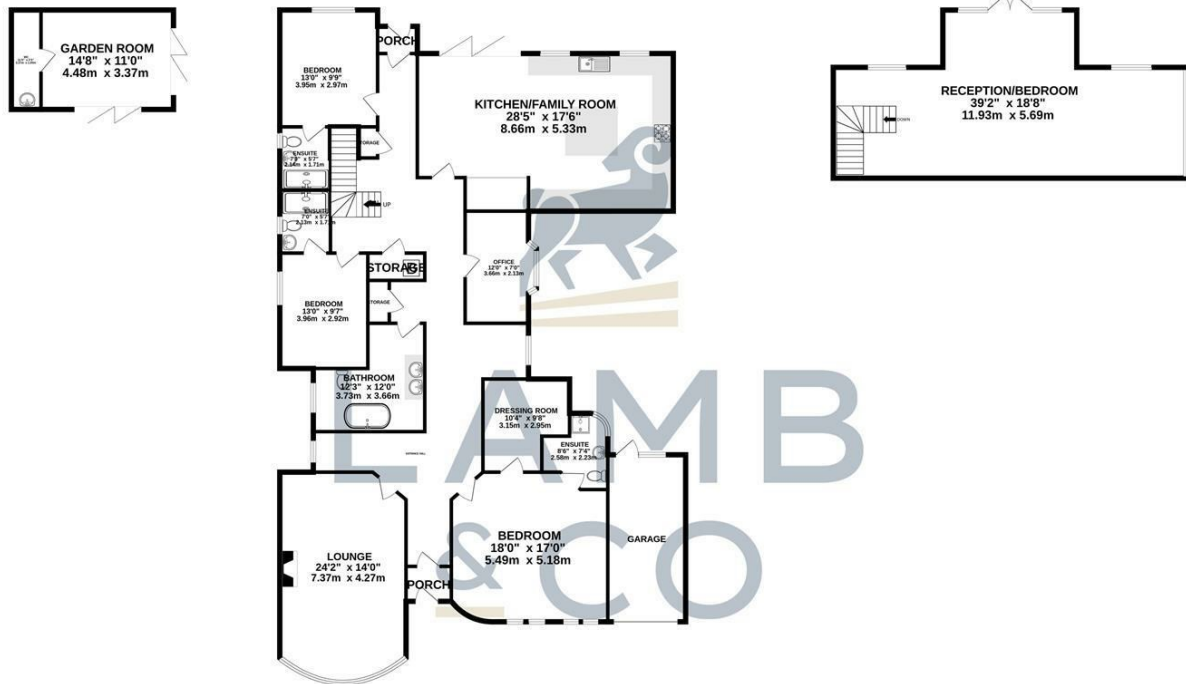 GARDEN ROOM
14'8" x 11'0"
4.48m x 3.37m
BEDROOM
13'0" x 9'9"
3.95m x 2.97m
PORCH
KITCHEN/FAMILY ROOM
28'5" x 17'6"
8.66m x 5.33m
RECEPTION/BEDROOM
39'2" x 18'8"
11.93m x 5.69m
DOWN
STORAGE
ENSUITE
UP
ENSUITE
STORAGE
OFFICE
12'0" x 7'0"
3.66m x 2.13m
BEDROOM
13'0" x 9'7"
3.96m x 2.92m
STORAGE
BATHROOM
12'3" x 12'0"
3.73m x 3.66m
DRESSING ROOM
10'4" x 9'8"
3.15m x 2.95m
ENSUITE
8'6" x 7'4"
2.58m x 2.23m
ENTRANCE HALL
LAMB
& CO
LOUNGE
24'2" x 14'0"
7.37m x 4.27m
PORCH
BEDROOM
18'0" x 17'0"
5.49m x 5.18m
GARAGE